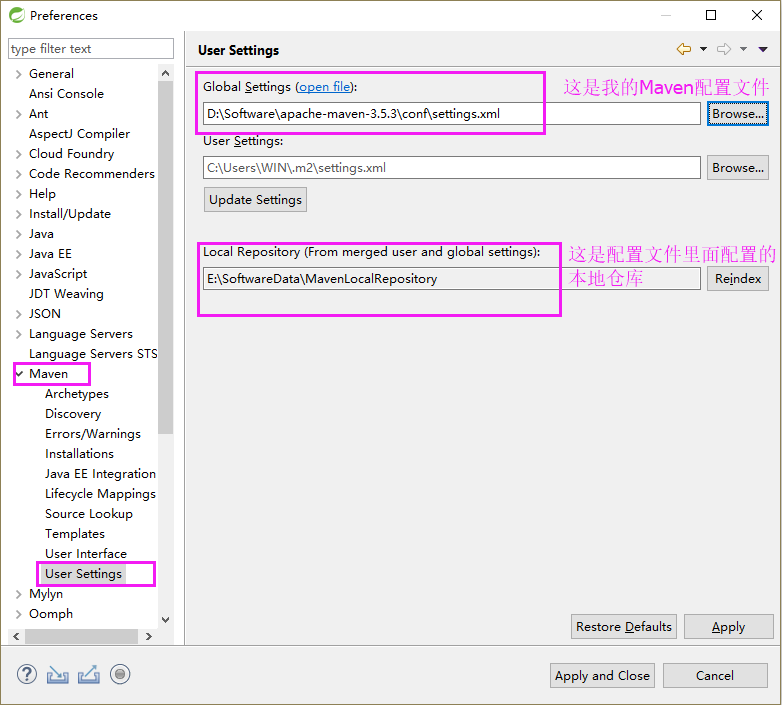 Preferences
type filter text
General
Ansi Console
Ant
AspectJ Compiler
Cloud Foundry
Code Recommenders
Help
Install/Update
Java
Java EE
JavaScript
JDT Weaving
JSON
Language Servers
Language Servers STS
Maven
Archetypes
Discovery
Errors/Warnings
Installations
Java EE Integration
Lifecycle Mappings
Source Lookup
Templates
User Interface
User Settings
Mylyn
Oomph
User Settings
Global Settings (open file):
这是我的Maven配置文件
D:\Software\apache-maven-3.5.3\conf\settings.xml
Browse...
User Settings:
C:\Users\WIN\.m2\settings.xml
Browse...
Update Settings
Local Repository (From merged user and global settings):
这是配置文件里面配置的
本地仓库
E:\SoftwareData\MavenLocalRepository
Reindex
Restore Defaults
Apply
Apply and Close
Cancel